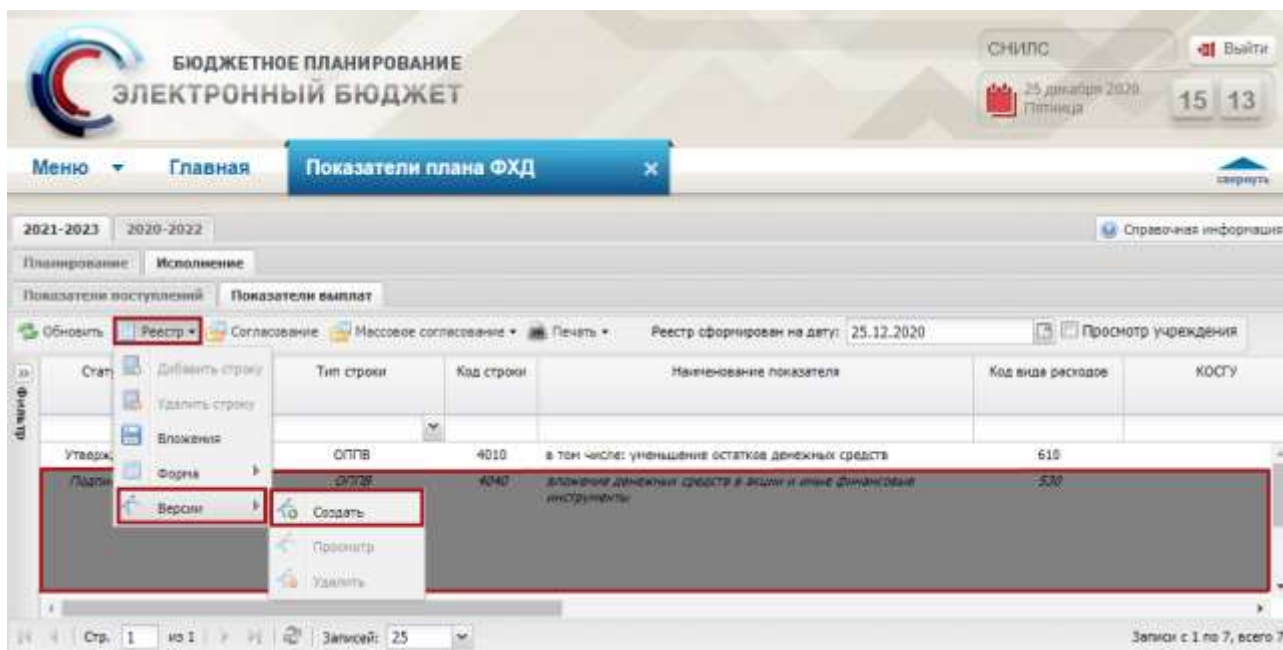 БЮДЖЕТНОЕ ПЛАНИРОВАНИЕ
ЭЛЕКТРОННЫЙ БЮДЖЕТ
СНИЛС Выйти
25 декабря 2020
Пятница
15 13
Меню Главная Показатели плана ФХД
свернуть
2021-2023 2020-2022 Справочная информация
Планирование Исполнение
Показатели поступлений Показатели выплат
Обновить Реестр Согласование Массовое согласование Печать Реестр сформирован на дату: 25.12.2020 Просмотр учреждения
Фильтр
Стат Тип строки Код строки Наименование показателя Код вида расходов КОСГУ
Добавить строку
Удалить строку
Вложения
Форма
Версии
Создать
Просмотр
Удалить
Утверж ОППВ 4010 в том числе: уменьшение остатков денежных средств 610
Подпи ОППВ 4040 вложение денежных средств в акции и иные финансовые инструменты 530
Стр. 1 из 1 Записей: 25 Записи с 1 по 7, всего 7